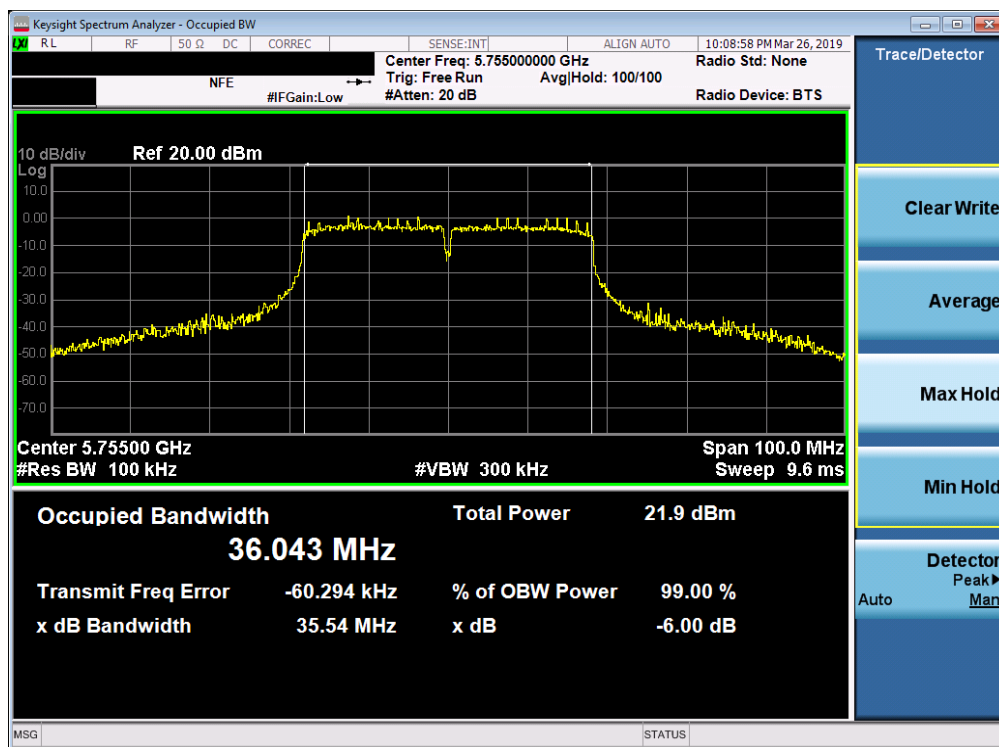 Keysight Spectrum Analyzer - Occupied BW
LXI RL RF 50 Ω DC CORREC SENSE:INT ALIGN AUTO 10:08:58 PM Mar 26, 2019
Center Freq: 5.755000000 GHz Radio Std: None
NFE Trig: Free Run Avg|Hold: 100/100
#IFGain:Low #Atten: 20 dB Radio Device: BTS
10 dB/div Ref 20.00 dBm
Log
10.0
0.00
-10.0
-20.0
-30.0
-40.0
-50.0
-60.0
-70.0
Center 5.75500 GHz Span 100.0 MHz
#Res BW 100 kHz #VBW 300 kHz Sweep 9.6 ms
Occupied Bandwidth Total Power 21.9 dBm
36.043 MHz
Transmit Freq Error -60.294 kHz % of OBW Power 99.00 %
x dB Bandwidth 35.54 MHz x dB -6.00 dB
MSG STATUS
Trace/Detector
Clear Write
Average
Max Hold
Min Hold
Detector
Peak▶
Auto Man